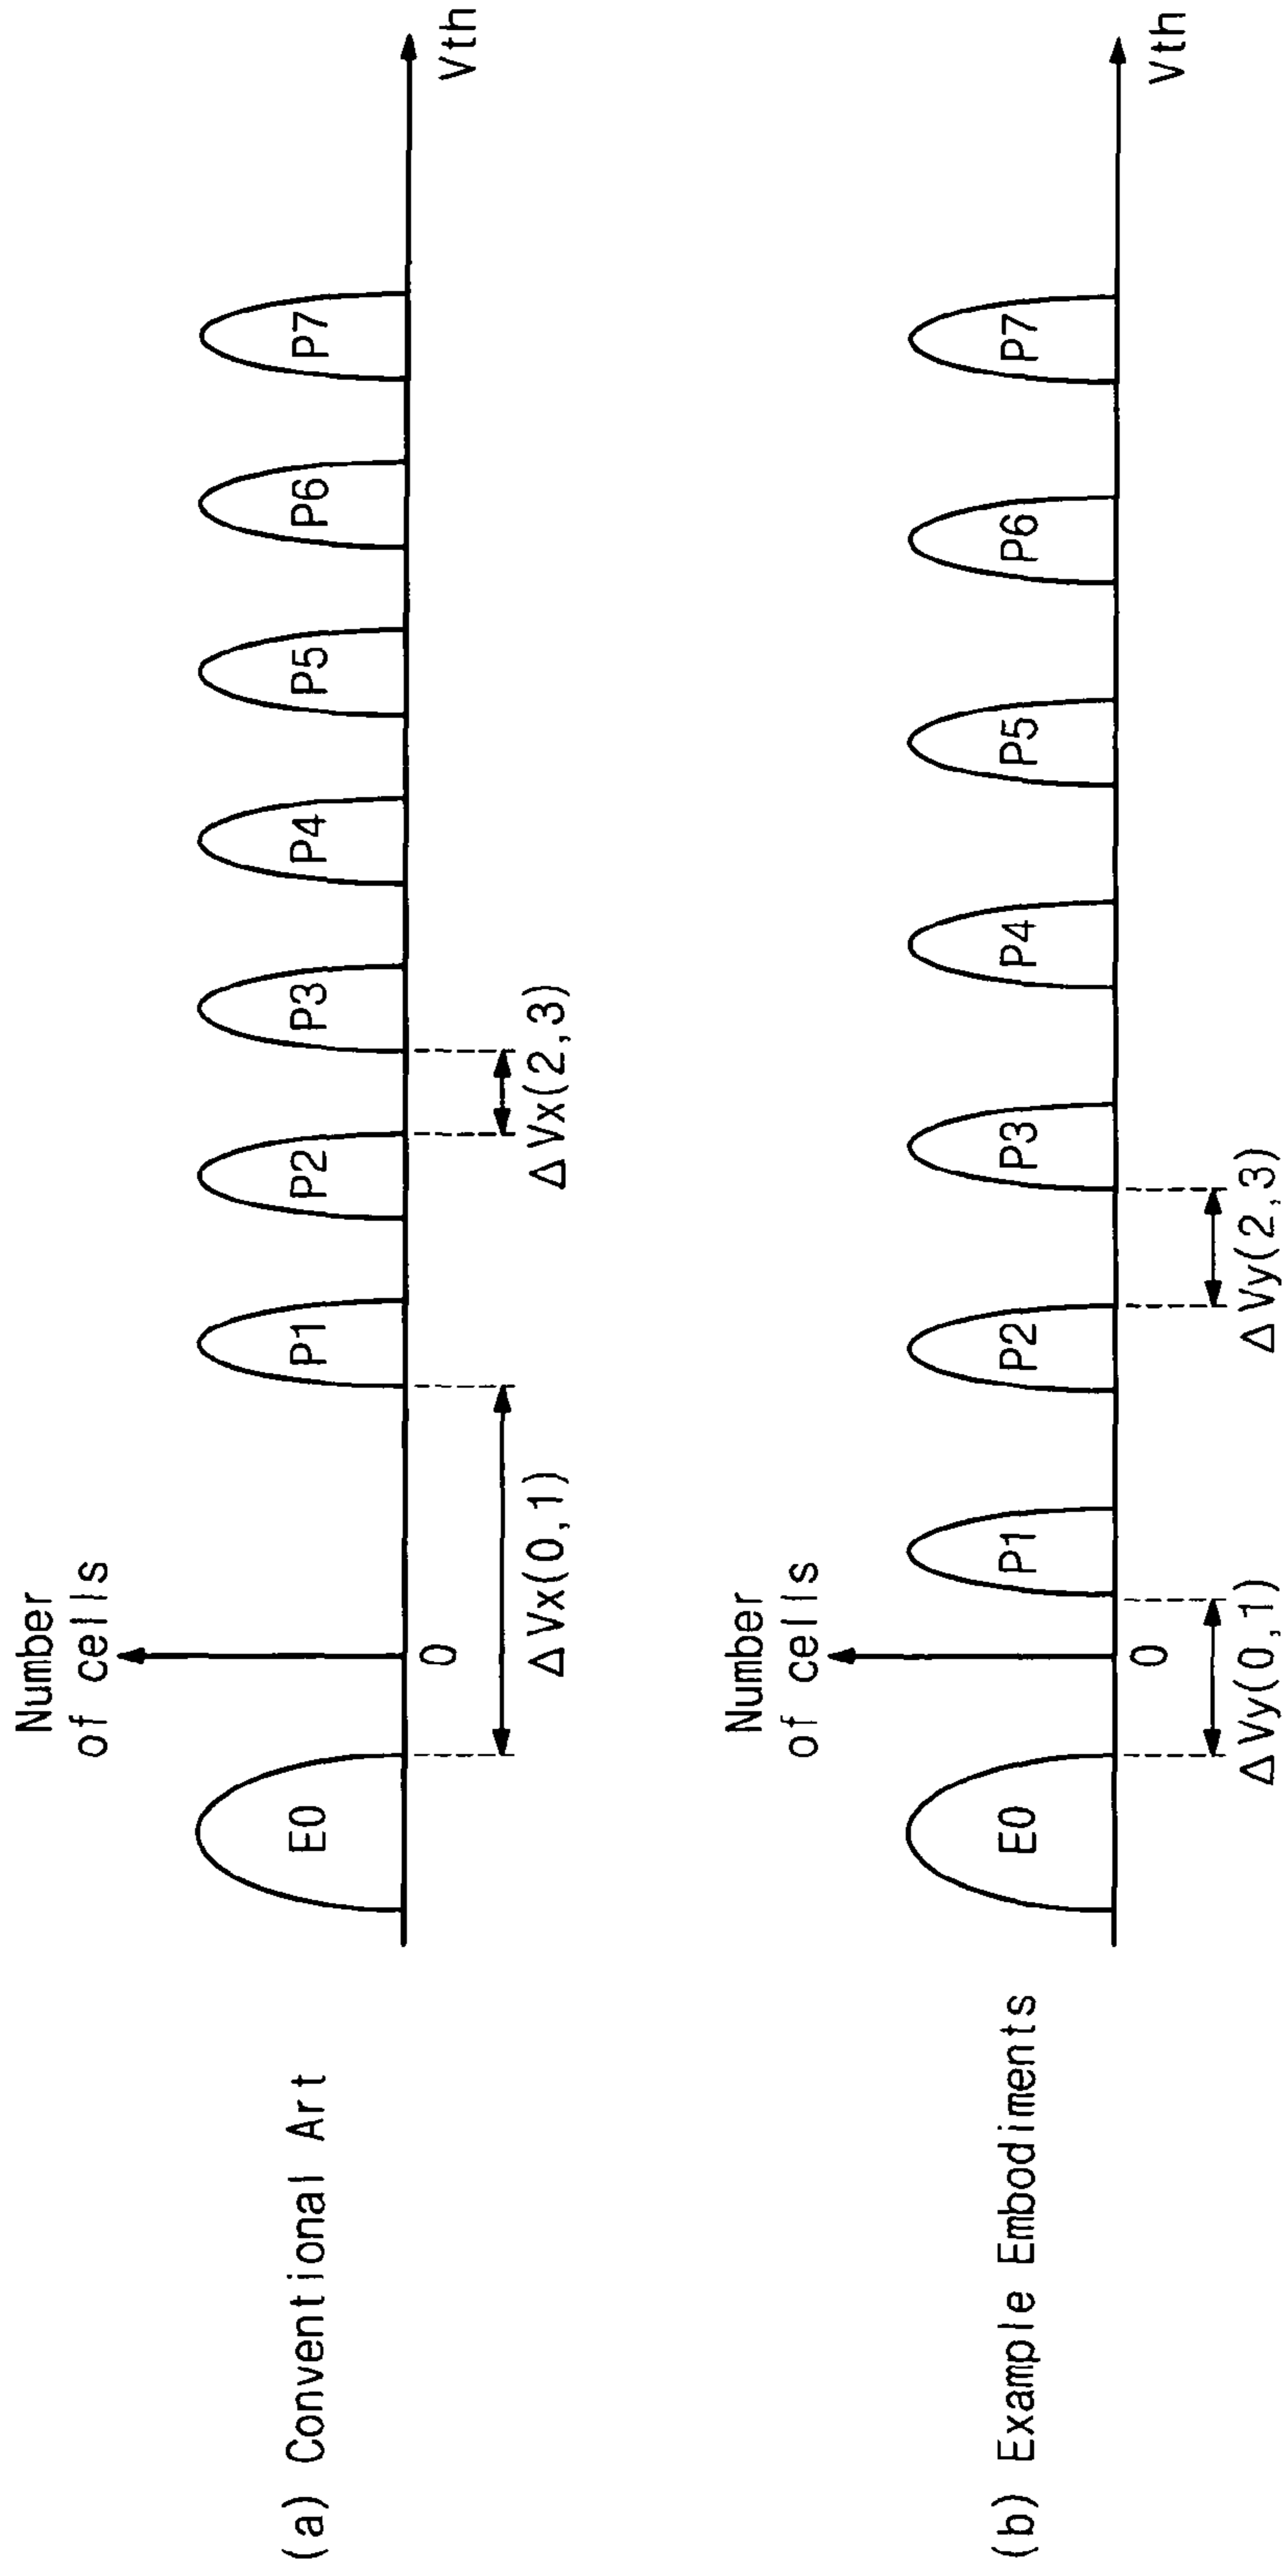 (a) Conventional Art
Number
of cells
E0
P1
P2
P3
P4
P5
P6
P7
0
Vth
ΔVx(0,1)
ΔVx(2,3)
(b) Example Embodiments
Number
of cells
E0
P1
P2
P3
P4
P5
P6
P7
0
Vth
ΔVy(0,1)
ΔVy(2,3)